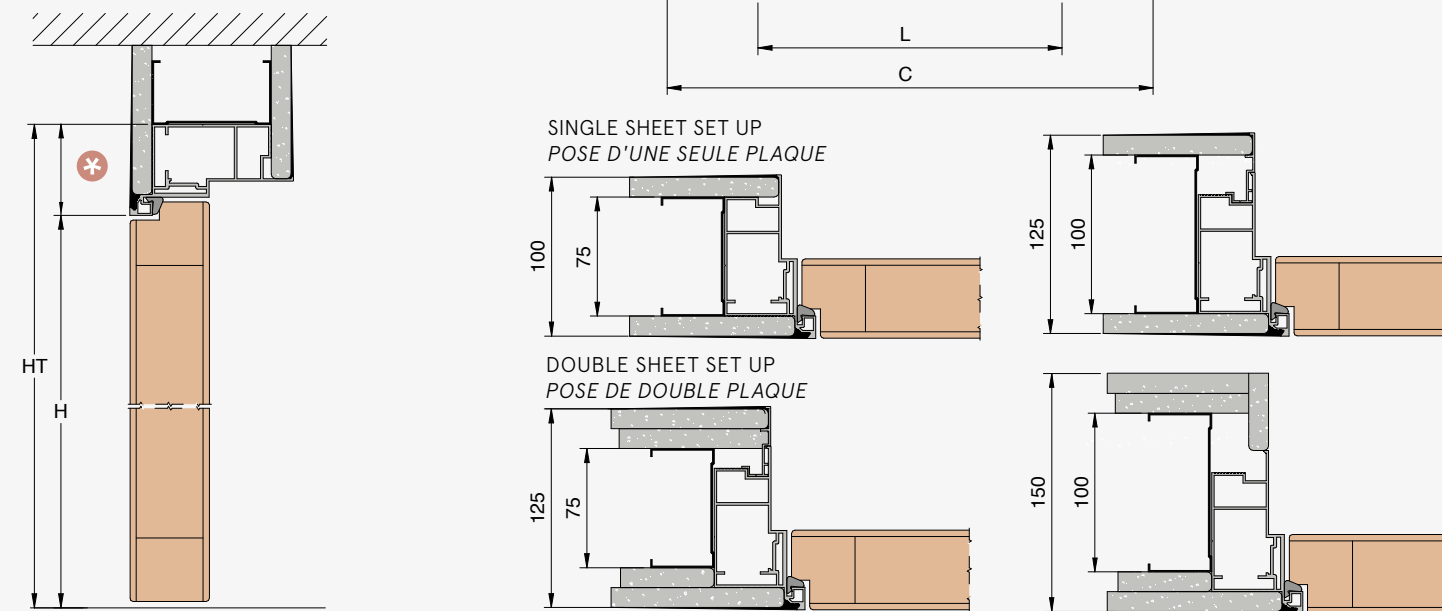 L
C
SINGLE SHEET SET UP
POSE D'UNE SEULE PLAQUE
100
75
125
100
HT
H
DOUBLE SHEET SET UP
POSE DE DOUBLE PLAQUE
125
75
150
100